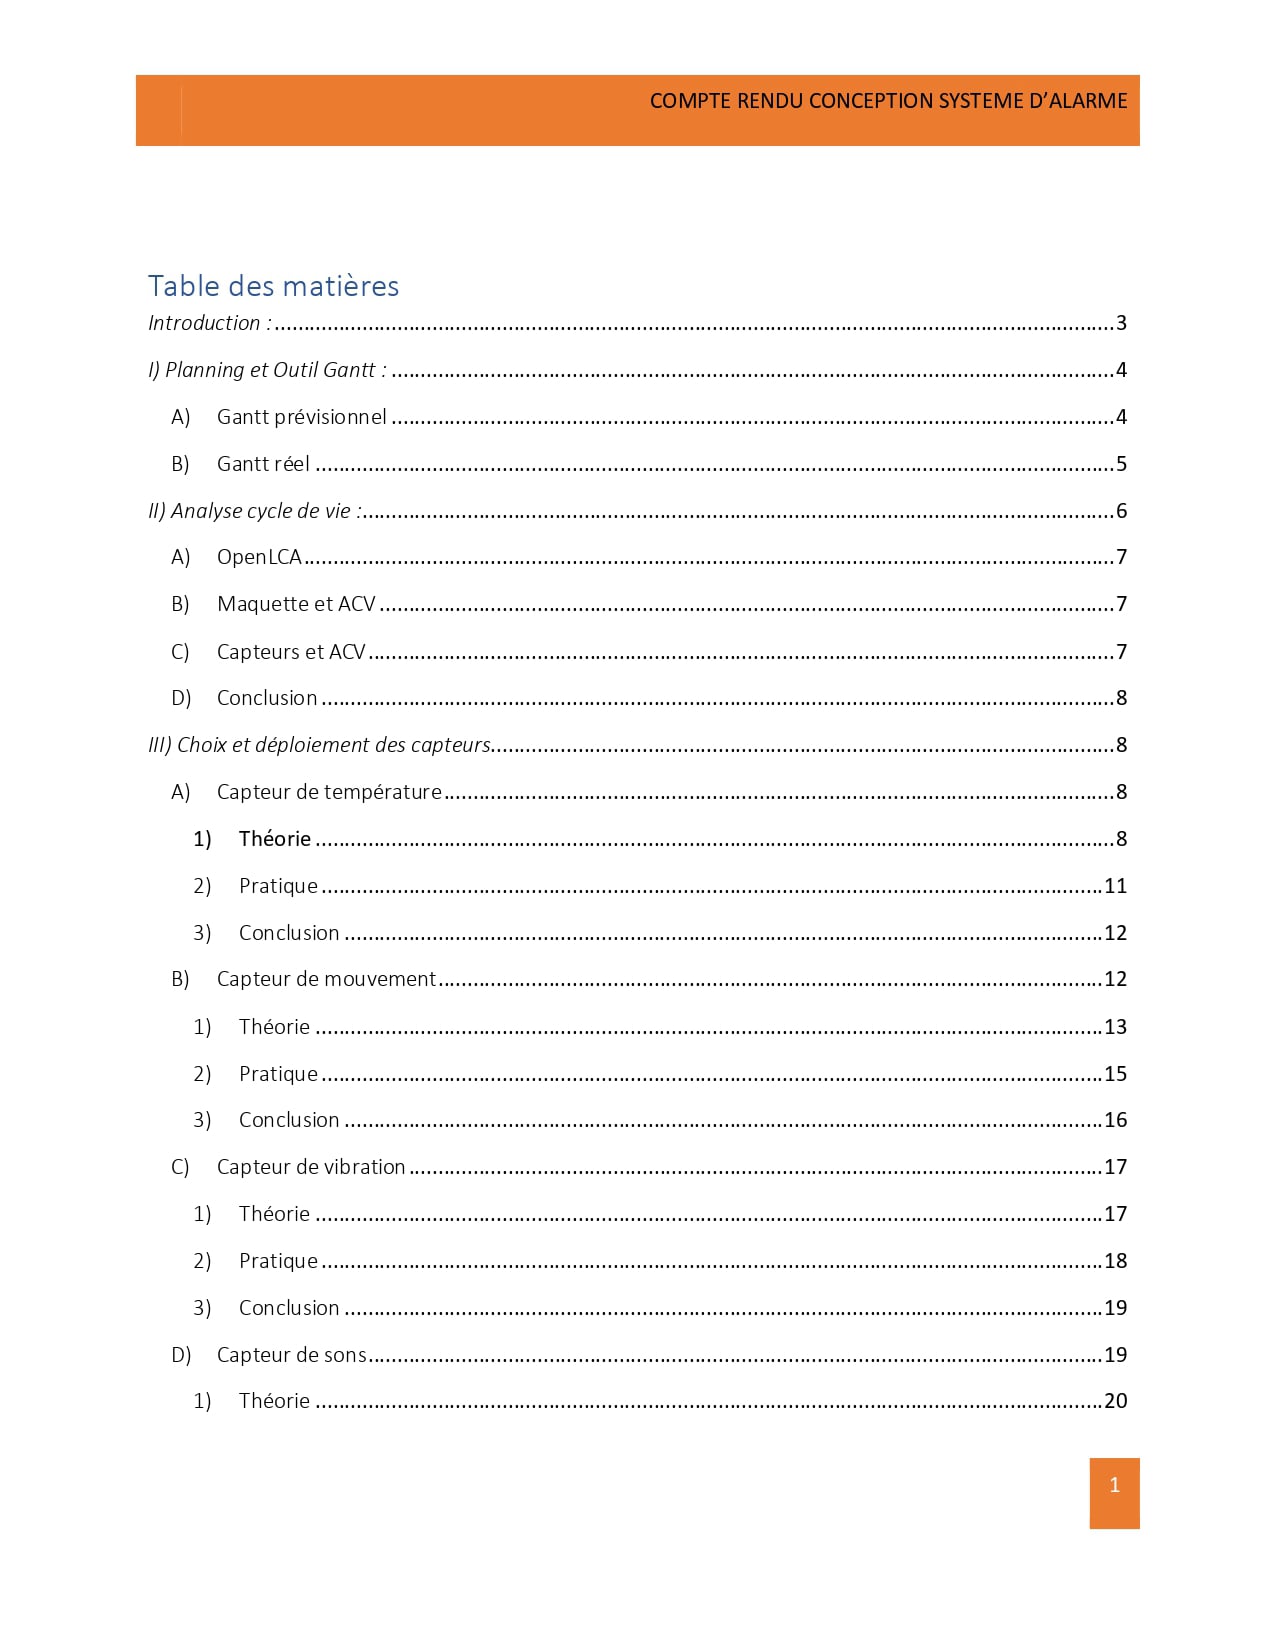 COMPTE RENDU CONCEPTION SYSTEME D’ALARME
Table des matières
Introduction : 3
I) Planning et Outil Gantt : 4
A) Gantt prévisionnel 4
B) Gantt réel 5
II) Analyse cycle de vie : 6
A) OpenLCA 7
B) Maquette et ACV 7
C) Capteurs et ACV 7
D) Conclusion 8
III) Choix et déploiement des capteurs 8
A) Capteur de température 8
1) Théorie 8
2) Pratique 11
3) Conclusion 12
B) Capteur de mouvement 12
1) Théorie 13
2) Pratique 15
3) Conclusion 16
C) Capteur de vibration 17
1) Théorie 17
2) Pratique 18
3) Conclusion 19
D) Capteur de sons 19
1) Théorie 20
1